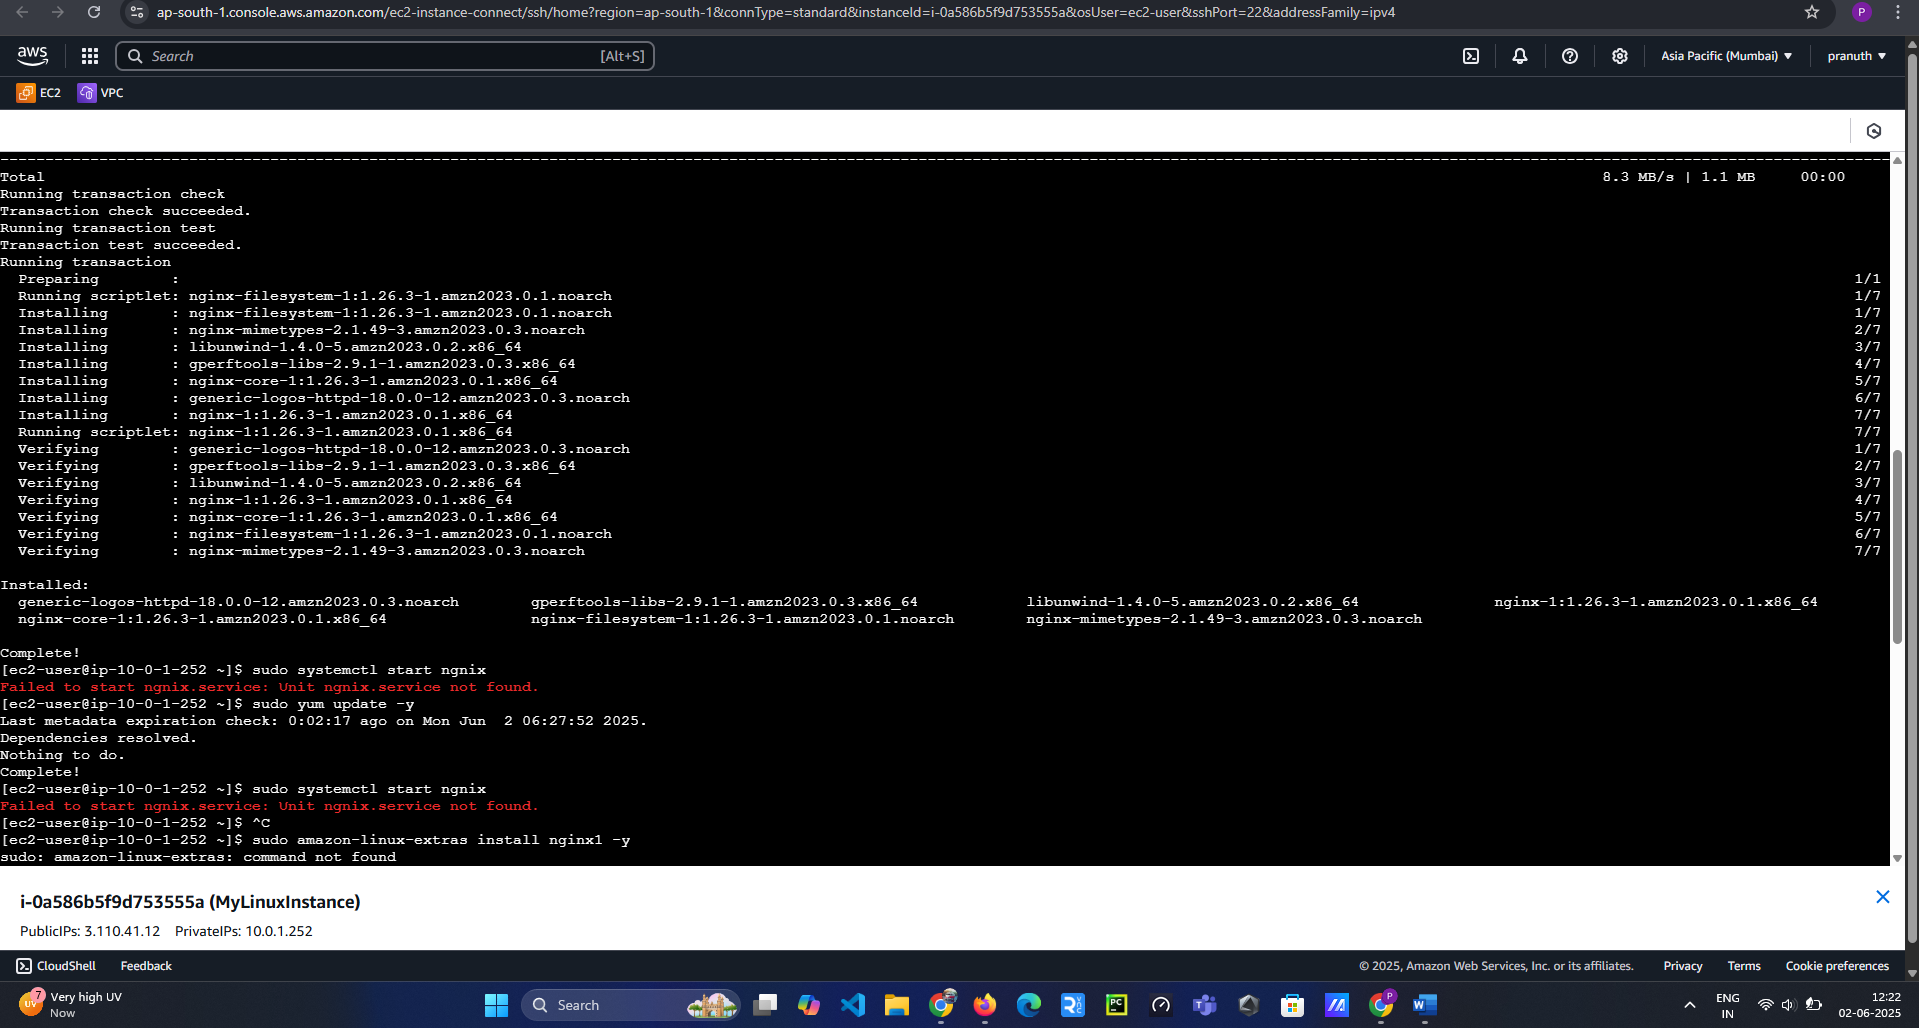 ap-south-1.console.aws.amazon.com/ec2-instance-connect/ssh/home?region=ap-south-1&connType=standard&instanceId=i-0a586b5f9d753555a&osUser=ec2-user&sshPort=22&addressFamily=ipv4
P
aws
Search [Alt+S]
Asia Pacific (Mumbai)
pranuth
EC2 VPC
Total 8.3 MB/s | 1.1 MB 00:00
Running transaction check
Transaction check succeeded.
Running transaction test
Transaction test succeeded.
Running transaction
Preparing : 1/1
Running scriptlet: nginx-filesystem-1:1.26.3-1.amzn2023.0.1.noarch 1/7
Installing : nginx-filesystem-1:1.26.3-1.amzn2023.0.1.noarch 1/7
Installing : nginx-mimetypes-2.1.49-3.amzn2023.0.3.noarch 2/7
Installing : libunwind-1.4.0-5.amzn2023.0.2.x86_64 3/7
Installing : gperftools-libs-2.9.1-1.amzn2023.0.3.x86_64 4/7
Installing : nginx-core-1:1.26.3-1.amzn2023.0.1.x86_64 5/7
Installing : generic-logos-httpd-18.0.0-12.amzn2023.0.3.noarch 6/7
Installing : nginx-1:1.26.3-1.amzn2023.0.1.x86_64 7/7
Running scriptlet: nginx-1:1.26.3-1.amzn2023.0.1.x86_64 7/7
Verifying : generic-logos-httpd-18.0.0-12.amzn2023.0.3.noarch 1/7
Verifying : gperftools-libs-2.9.1-1.amzn2023.0.3.x86_64 2/7
Verifying : libunwind-1.4.0-5.amzn2023.0.2.x86_64 3/7
Verifying : nginx-1:1.26.3-1.amzn2023.0.1.x86_64 4/7
Verifying : nginx-core-1:1.26.3-1.amzn2023.0.1.x86_64 5/7
Verifying : nginx-filesystem-1:1.26.3-1.amzn2023.0.1.noarch 6/7
Verifying : nginx-mimetypes-2.1.49-3.amzn2023.0.3.noarch 7/7
Installed:
generic-logos-httpd-18.0.0-12.amzn2023.0.3.noarch gperftools-libs-2.9.1-1.amzn2023.0.3.x86_64 libunwind-1.4.0-5.amzn2023.0.2.x86_64 nginx-1:1.26.3-1.amzn2023.0.1.x86_64
nginx-core-1:1.26.3-1.amzn2023.0.1.x86_64 nginx-filesystem-1:1.26.3-1.amzn2023.0.1.noarch nginx-mimetypes-2.1.49-3.amzn2023.0.3.noarch
Complete!
[ec2-user@ip-10-0-1-252 ~]$ sudo systemctl start ngnix
Failed to start ngnix.service: Unit ngnix.service not found.
[ec2-user@ip-10-0-1-252 ~]$ sudo yum update -y
Last metadata expiration check: 0:02:17 ago on Mon Jun  2 06:27:52 2025.
Dependencies resolved.
Nothing to do.
Complete!
[ec2-user@ip-10-0-1-252 ~]$ sudo systemctl start ngnix
Failed to start ngnix.service: Unit ngnix.service not found.
[ec2-user@ip-10-0-1-252 ~]$ ^C
[ec2-user@ip-10-0-1-252 ~]$ sudo amazon-linux-extras install nginx1 -y
sudo: amazon-linux-extras: command not found
i-0a586b5f9d753555a (MyLinuxInstance)
PublicIPs: 3.110.41.12 PrivateIPs: 10.0.1.252
CloudShell Feedback © 2025, Amazon Web Services, Inc. or its affiliates. Privacy Terms Cookie preferences
UV 7
Very high UV
Now
Search
ENG
IN
12:22
02-06-2025